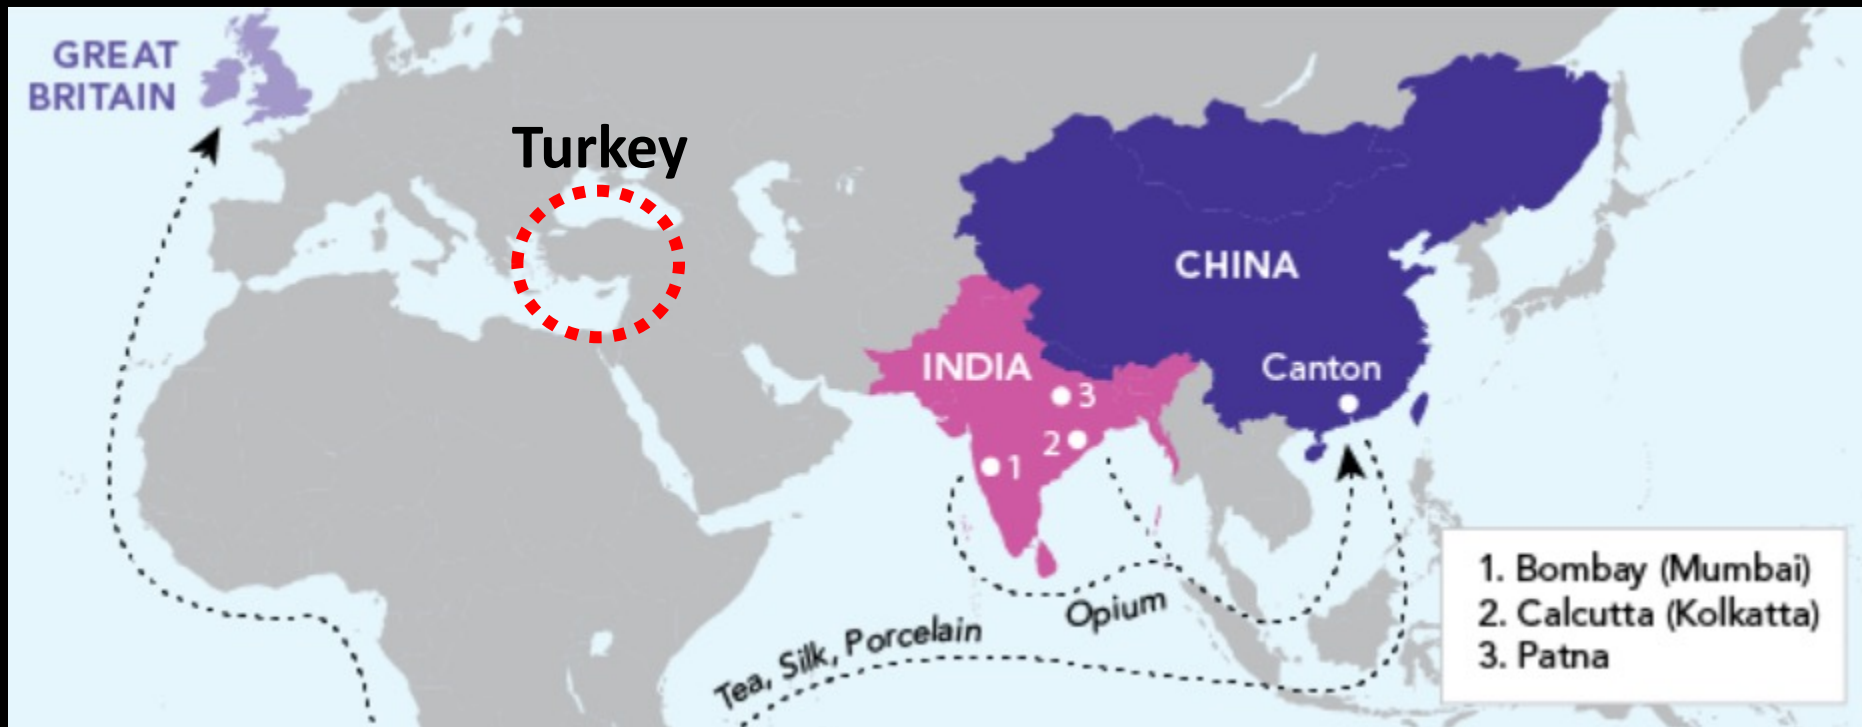 GREAT
BRITAIN
Turkey
CHINA
INDIA
Canton
3
2
1
Opium
Tea, Silk, Porcelain
1. Bombay (Mumbai)
2. Calcutta (Kolkatta)
3. Patna